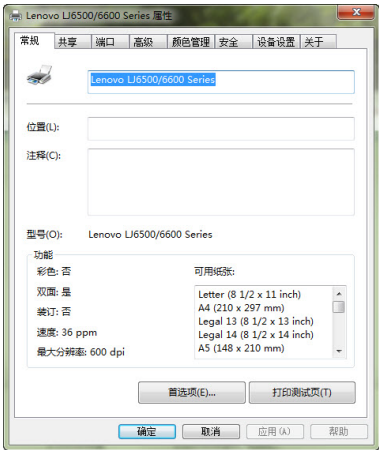 Lenovo LJ6500/6600 Series 属性
常规 共享 端口 高级 颜色管理 安全 设备设置 关于
Lenovo LJ6500/6600 Series
位置(L):
注释(C):
型号(O): Lenovo LJ6500/6600 Series
功能
彩色: 否 可用纸张:
双面: 是
装订: 否
速度: 36 ppm
最大分辨率: 600 dpi
Letter (8 1/2 x 11 inch)
A4 (210 x 297 mm)
Legal 13 (8 1/2 x 13 inch)
Legal 14 (8 1/2 x 14 inch)
A5 (148 x 210 mm)
首选项(E)... 打印测试页(T)
确定 取消 应用(A) 帮助